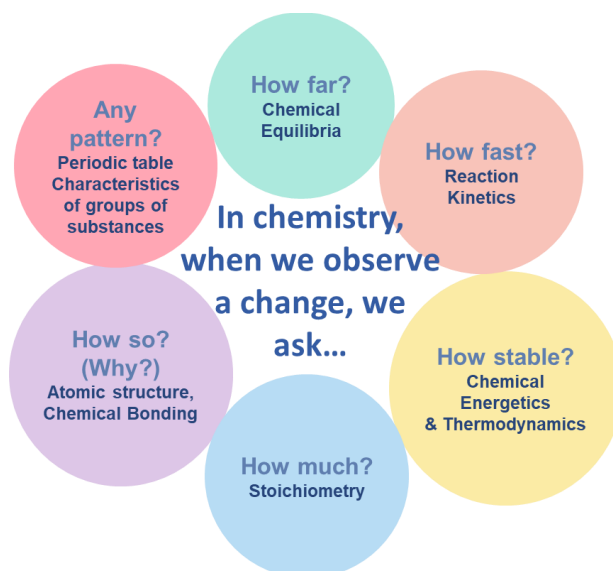 How far?
Chemical
Equilibria
Any
pattern?
Periodic table
Characteristics
of groups of
substances
How fast?
Reaction
Kinetics
In chemistry,
when we observe
a change, we
ask...
How so?
(Why?)
Atomic structure,
Chemical Bonding
How stable?
Chemical
Energetics
& Thermodynamics
How much?
Stoichiometry